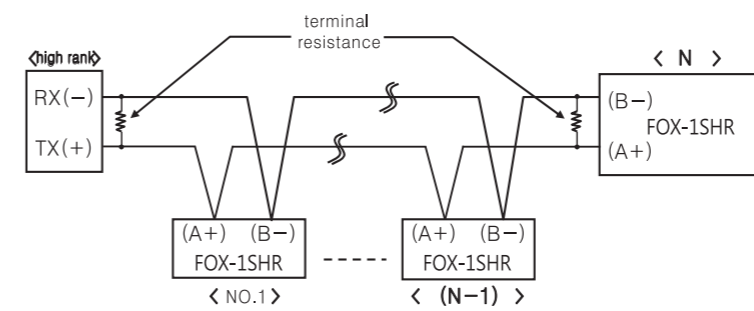 terminal
resistance
<high rank>
RX(−)
TX(+)
< N >
(B−)
FOX-1SHR
(A+)
(A+) (B−)
FOX-1SHR
< NO.1 >
(A+) (B−)
FOX-1SHR
< (N−1) >